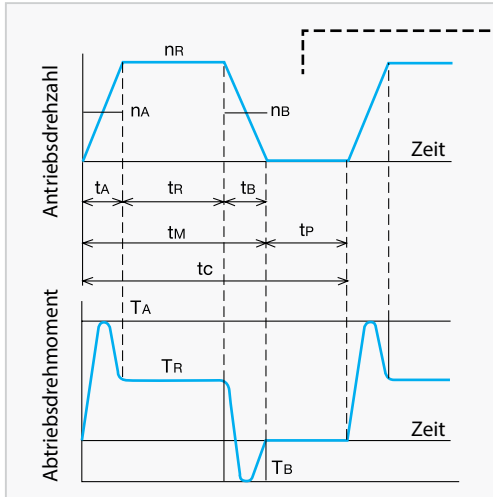 nR
Antriebsdrehzahl
nA
nB
Zeit
tA
tR
tB
tM
tP
tC
Abtriebsdrehmoment
TA
TR
Zeit
TB